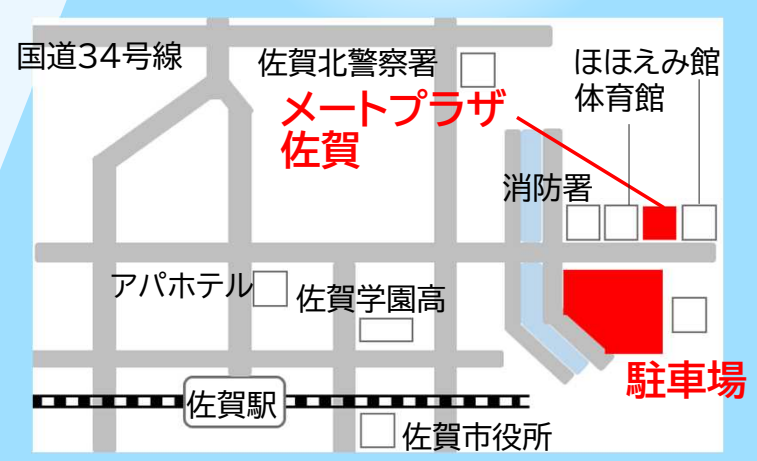 国道34号線
佐賀北警察署
ほほえみ館
体育館
メートプラザ
佐賀
消防署
アパホテル
佐賀学園高
駐車場
佐賀駅
佐賀市役所